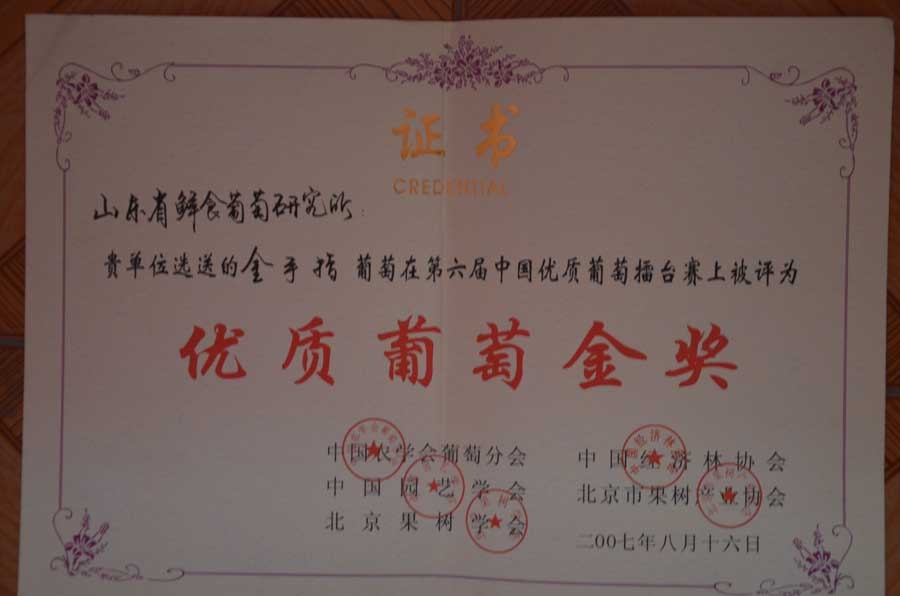 证书
CREDENTIAL
山东省鲜食葡萄研究所：
贵单位选送的金手指 葡萄在第六届中国优质葡萄擂台赛上被评为
优质葡萄金奖
中国农学会葡萄分会 中国经济林协会
中国园艺学会 北京市果树产业协会
北京果树学会
二00七年八月十六日